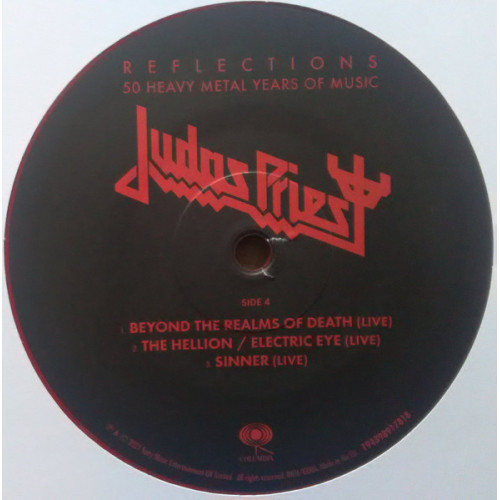 REFLECTIONS
50 HEAVY METAL YEARS OF MUSIC
Judas Priest
SIDE 4
1 BEYOND THE REALMS OF DEATH (LIVE)
2 THE HELLION / ELECTRIC EYE (LIVE)
3 SINNER (LIVE)
COLUMBIA